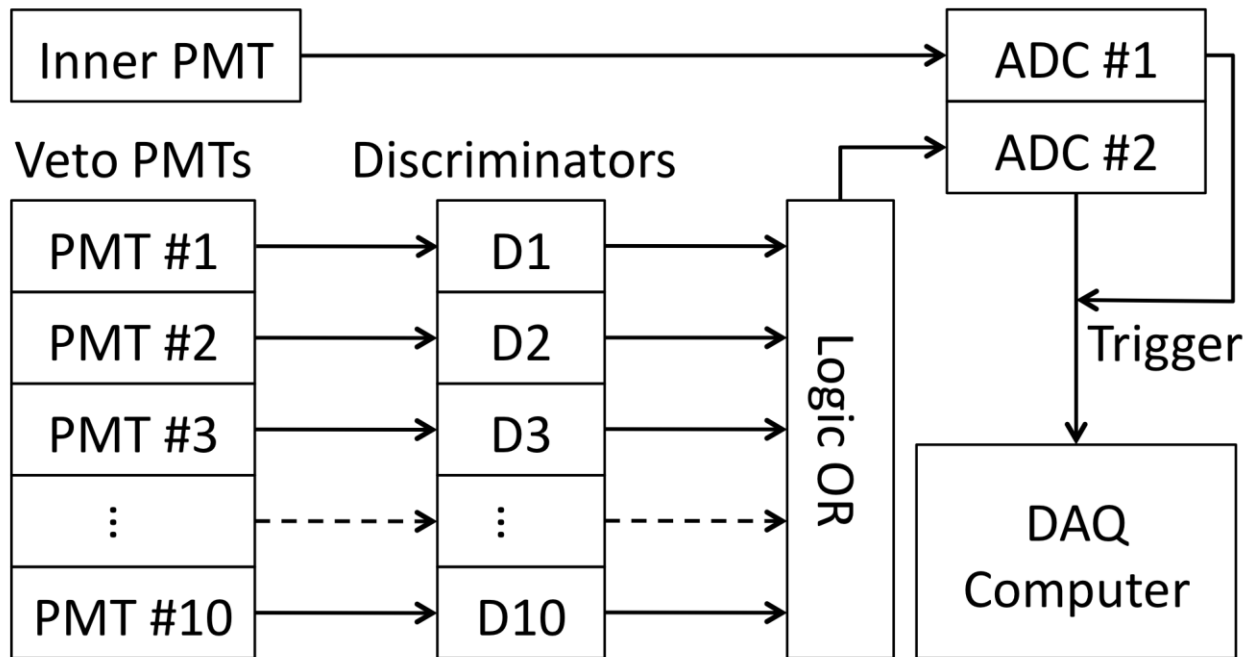 Inner PMT
ADC #1
ADC #2
Veto PMTs
Discriminators
PMT #1
D1
PMT #2
D2
PMT #3
D3
⋮
⋮
PMT #10
D10
Logic OR
Trigger
DAQ
Computer